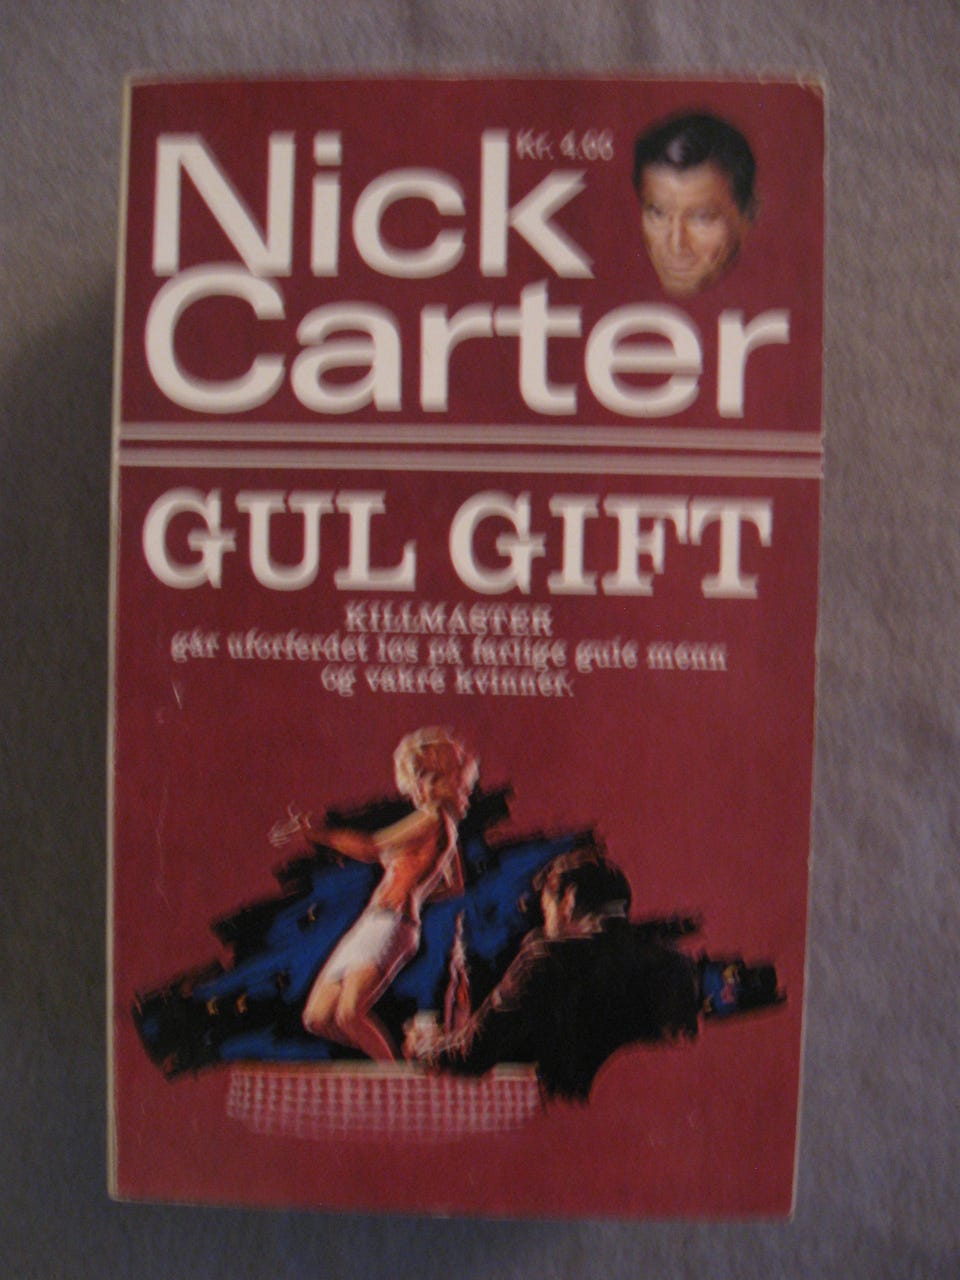 Nick
Kr. 4.66
Carter
GUL GIFT
KILLMASTER
går uforferdet løs på farlige gule menn
og vakre kvinner.